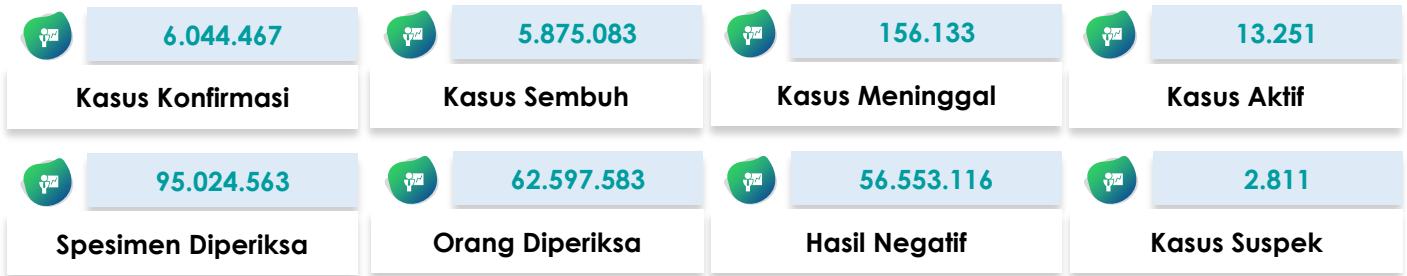 6.044.467 5.875.083 156.133 13.251
Kasus Konfirmasi Kasus Sembuh Kasus Meninggal Kasus Aktif
95.024.563 62.597.583 56.553.116 2.811
Spesimen Diperiksa Orang Diperiksa Hasil Negatif Kasus Suspek